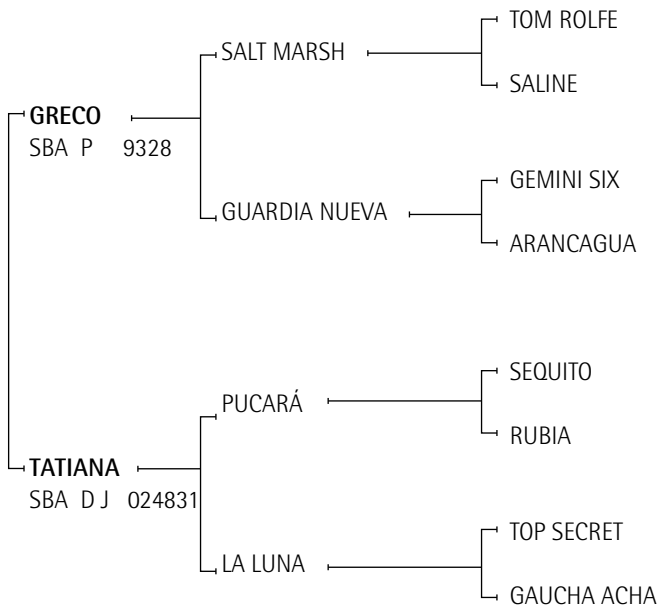 TOM ROLFE
SALT MARSH
SALINE
GRECO
SBA P 9328
GEMINI SIX
GUARDIA NUEVA
ARANCAGUA
SEQUITO
PUCARÁ
RUBIA
TATIANA
SBA D J 024831
TOP SECRET
LA LUNA
GAUCHA ACHA